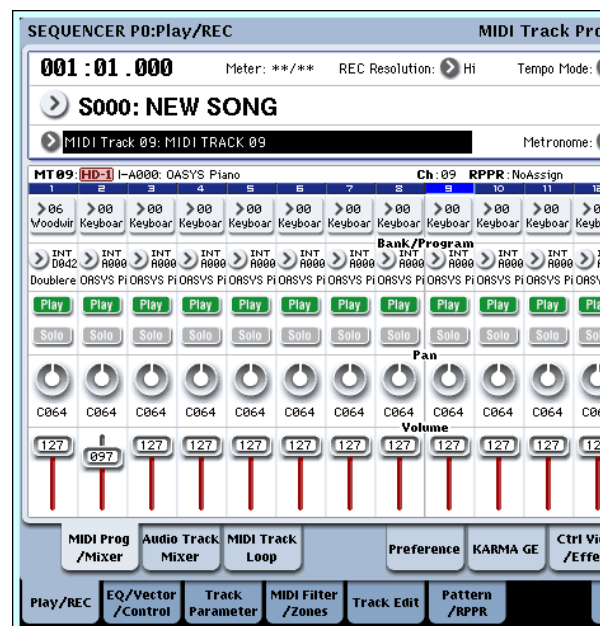 SEQUENCER P0:Play/REC MIDI Track Pro
001:01.000 Meter: **/** REC Resolution: Hi Tempo Mode:
S000: NEW SONG
MIDI Track 09: MIDI TRACK 09 Metronome:
MT09: HD-1 I-A000: OASYS Piano Ch:09 RPPR:NoAssign
1 2 3 4 5 6 7 8 9 10 11 12
06 00 00 00 00 00 00 00 00 00 00 00
Woodwir Keyboar Keyboar Keyboar Keyboar Keyboar Keyboar Keyboar Keyboar Keyboar Keyboar Keyb
Bank/Program
INT INT INT INT INT INT INT INT INT INT INT
D042 A000 A000 A000 A000 A000 A000 A000 A000 A000 A000
Doublere OASYS Pi OASYS Pi OASYS Pi OASYS Pi OASYS Pi OASYS Pi OASYS Pi OASYS Pi OASYS Pi OASYS Pi OASY
Play Play Play Play Play Play Play Play Play Play Play Pla
Solo Solo Solo Solo Solo Solo Solo Solo Solo Solo Solo So
Pan
C064 C064 C064 C064 C064 C064 C064 C064 C064 C064 C064 C0
Volume
127 097 127 127 127 127 127 127 127 127 127 12
MIDI Prog Audio Track MIDI Track Ctrl Vi
/Mixer Mixer Loop Preference KARMA GE /Effe
EQ/Vector Track MIDI Filter Pattern
Play/REC /Control Parameter /Zones Track Edit /RPPR